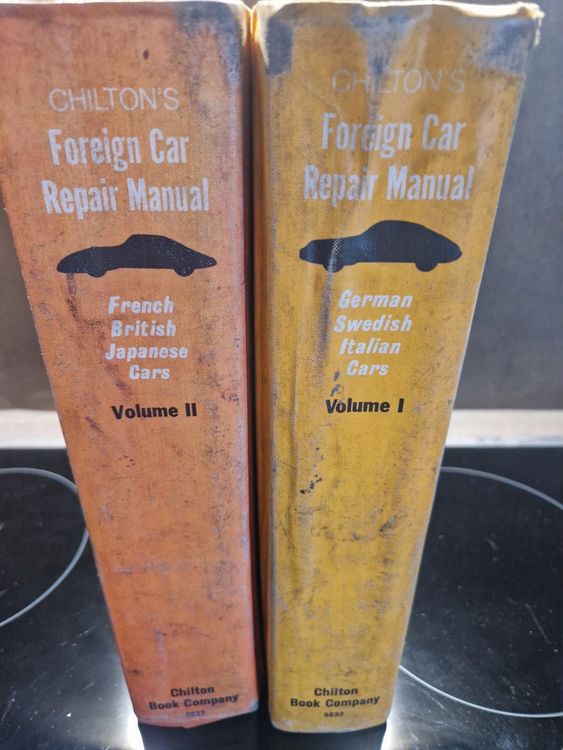 CHILTON'S
Foreign Car
Repair Manual
French
British
Japanese
Cars
Volume II
Chilton
Book Company
5637
CHILTON'S
Foreign Car
Repair Manual
German
Swedish
Italian
Cars
Volume I
Chilton
Book Company